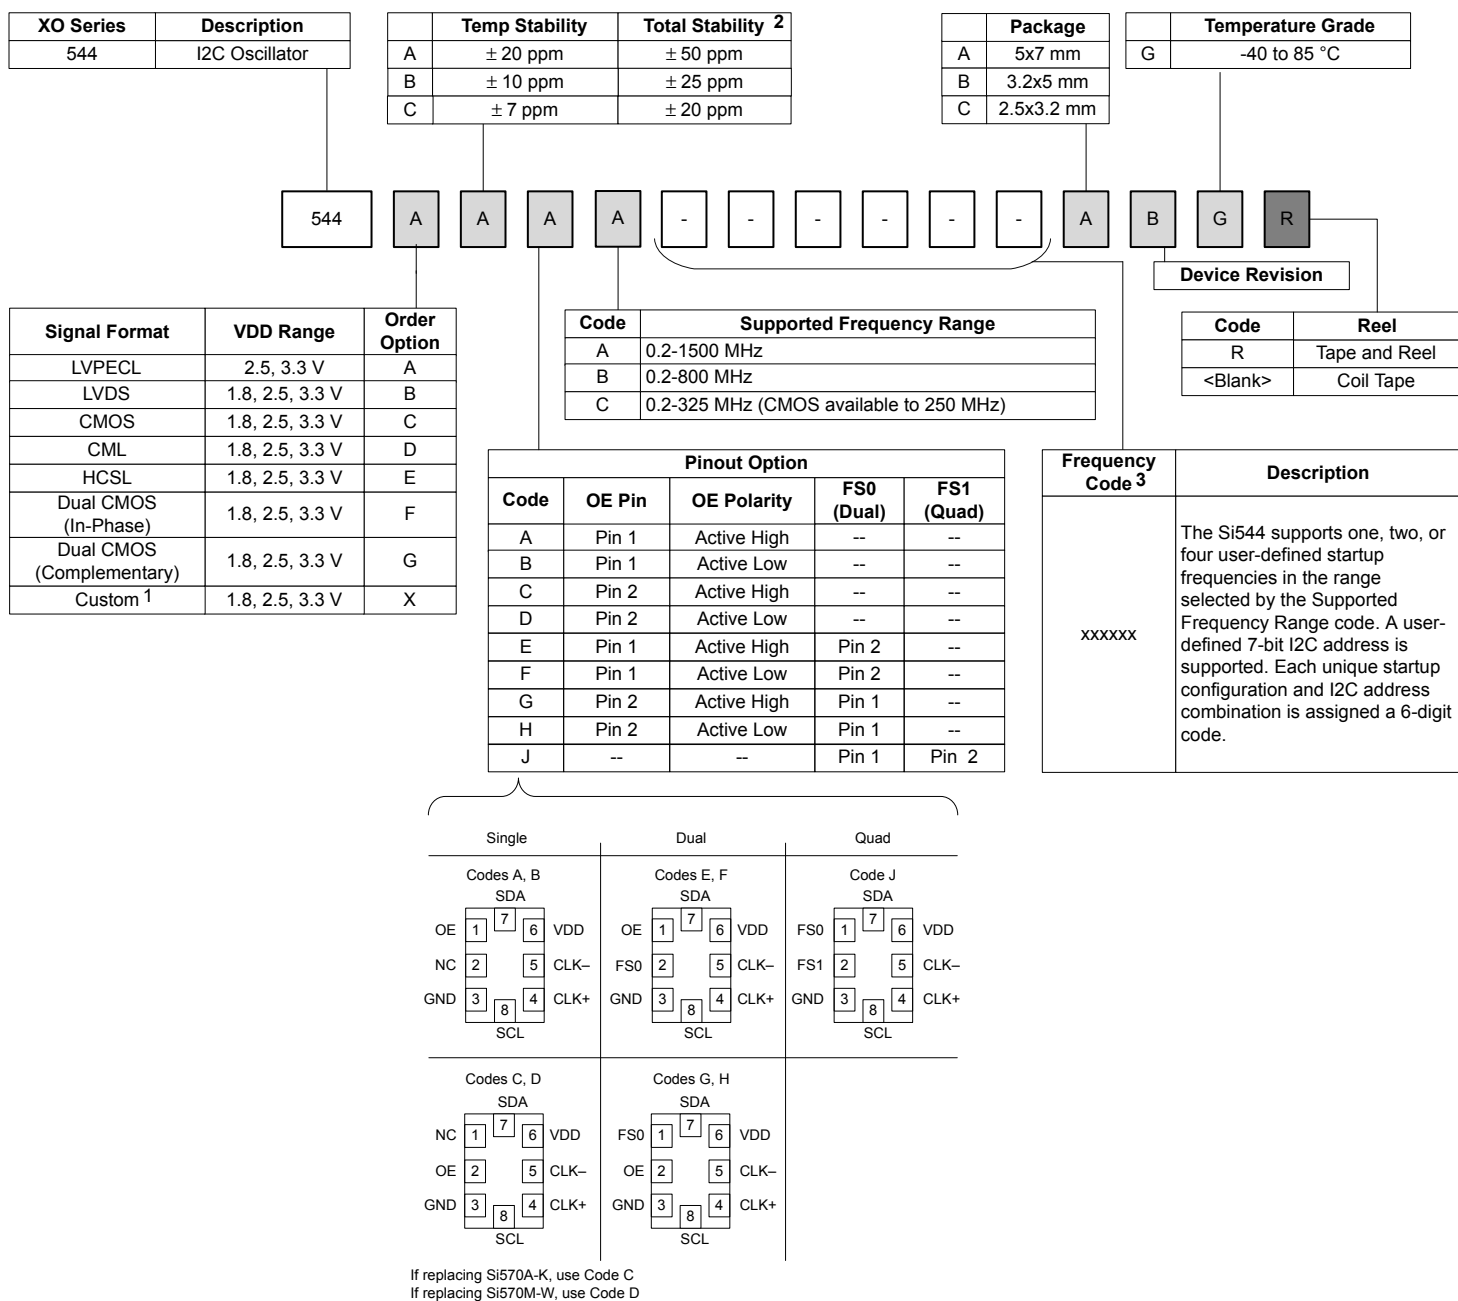 XO Series Description
544 I2C Oscillator
Temp Stability Total Stability 2
A ± 20 ppm ± 50 ppm
B ± 10 ppm ± 25 ppm
C ± 7 ppm ± 20 ppm
Package
A 5x7 mm
B 3.2x5 mm
C 2.5x3.2 mm
Temperature Grade
G -40 to 85 °C
544 A A A A - - - - - - A B G R
Device Revision
Signal Format VDD Range Order Option
LVPECL 2.5, 3.3 V A
LVDS 1.8, 2.5, 3.3 V B
CMOS 1.8, 2.5, 3.3 V C
CML 1.8, 2.5, 3.3 V D
HCSL 1.8, 2.5, 3.3 V E
Dual CMOS (In-Phase) 1.8, 2.5, 3.3 V F
Dual CMOS (Complementary) 1.8, 2.5, 3.3 V G
Custom 1 1.8, 2.5, 3.3 V X
Code Supported Frequency Range
A 0.2-1500 MHz
B 0.2-800 MHz
C 0.2-325 MHz (CMOS available to 250 MHz)
Code Reel
R Tape and Reel
<Blank> Coil Tape
Pinout Option
Code OE Pin OE Polarity FS0 (Dual) FS1 (Quad)
A Pin 1 Active High -- --
B Pin 1 Active Low -- --
C Pin 2 Active High -- --
D Pin 2 Active Low -- --
E Pin 1 Active High Pin 2 --
F Pin 1 Active Low Pin 2 --
G Pin 2 Active High Pin 1 --
H Pin 2 Active Low Pin 1 --
J -- -- Pin 1 Pin 2
Frequency Code 3 Description
xxxxxx
The Si544 supports one, two, or
four user-defined startup
frequencies in the range
selected by the Supported
Frequency Range code. A user-
defined 7-bit I2C address is
supported. Each unique startup
configuration and I2C address
combination is assigned a 6-digit
code.
Single Dual Quad
Codes A, B
SDA
7
OE 1 6 VDD
NC 2 5 CLK–
GND 3 4 CLK+
8
SCL
Codes E, F
SDA
7
OE 1 6 VDD
FS0 2 5 CLK–
GND 3 4 CLK+
8
SCL
Code J
SDA
7
FS0 1 6 VDD
FS1 2 5 CLK–
GND 3 4 CLK+
8
SCL
Codes C, D
SDA
7
NC 1 6 VDD
OE 2 5 CLK–
GND 3 4 CLK+
8
SCL
Codes G, H
SDA
7
FS0 1 6 VDD
OE 2 5 CLK–
GND 3 4 CLK+
8
SCL
If replacing Si570A-K, use Code C
If replacing Si570M-W, use Code D